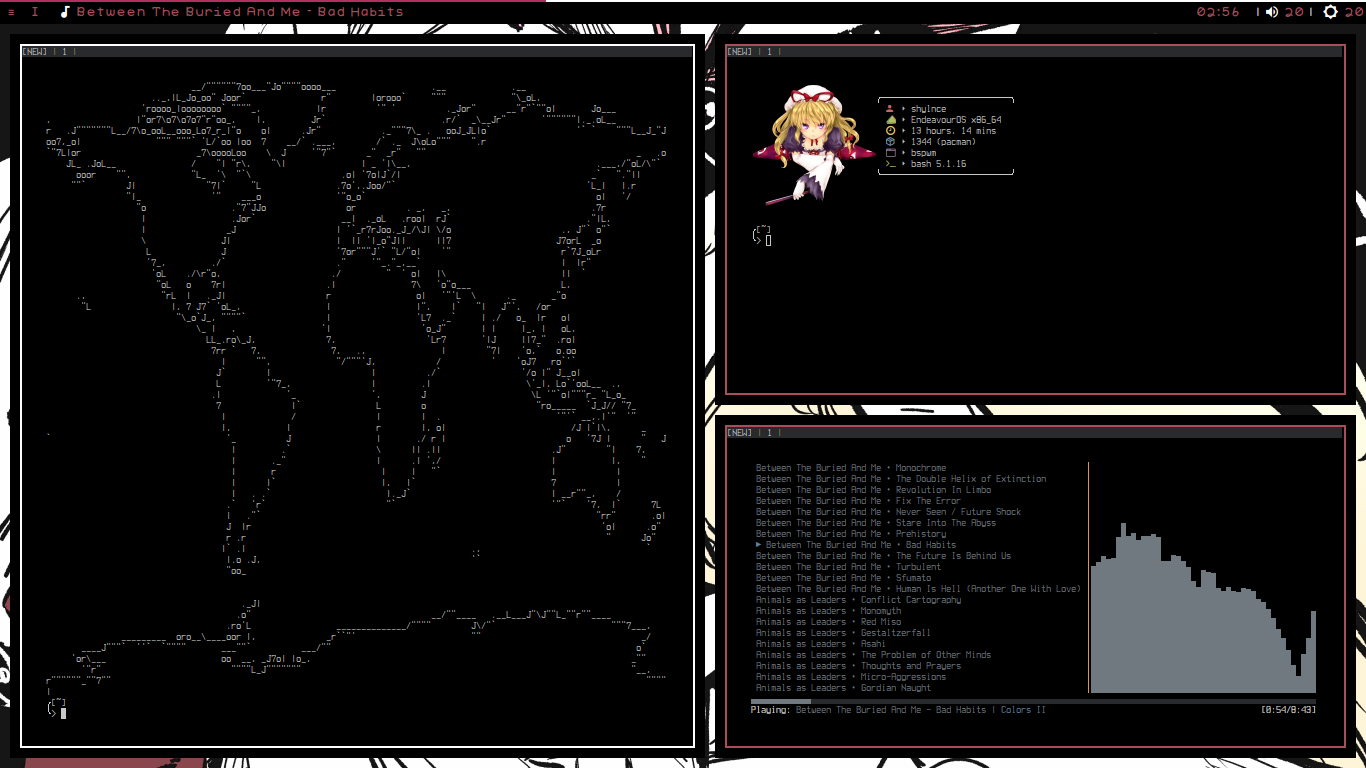 ≡ I ♪ Between The Buried And Me - Bad Habits 02:56 | 20 | 20
[NEW] | 1 |
[~]
>
[NEW] | 1 |
shylnce
EndeavourOS x86_64
13 hours, 14 mins
1344 (pacman)
bspwm
bash 5.1.16
[~]
>
[NEW] | 1 |
Between The Buried And Me • Monochrome
Between The Buried And Me • The Double Helix of Extinction
Between The Buried And Me • Revolution In Limbo
Between The Buried And Me • Fix The Error
Between The Buried And Me • Never Seen / Future Shock
Between The Buried And Me • Stare Into The Abyss
Between The Buried And Me • Prehistory
▶ Between The Buried And Me • Bad Habits
Between The Buried And Me • The Future Is Behind Us
Between The Buried And Me • Turbulent
Between The Buried And Me • Sfumato
Between The Buried And Me • Human Is Hell (Another One With Love)
Animals as Leaders • Conflict Cartography
Animals as Leaders • Monomyth
Animals as Leaders • Red Miso
Animals as Leaders • Gestaltzerfall
Animals as Leaders • Asahi
Animals as Leaders • The Problem of Other Minds
Animals as Leaders • Thoughts and Prayers
Animals as Leaders • Micro-Aggressions
Animals as Leaders • Gordian Naught
Playing: Between The Buried And Me - Bad Habits | Colors II [0:54/8:43]